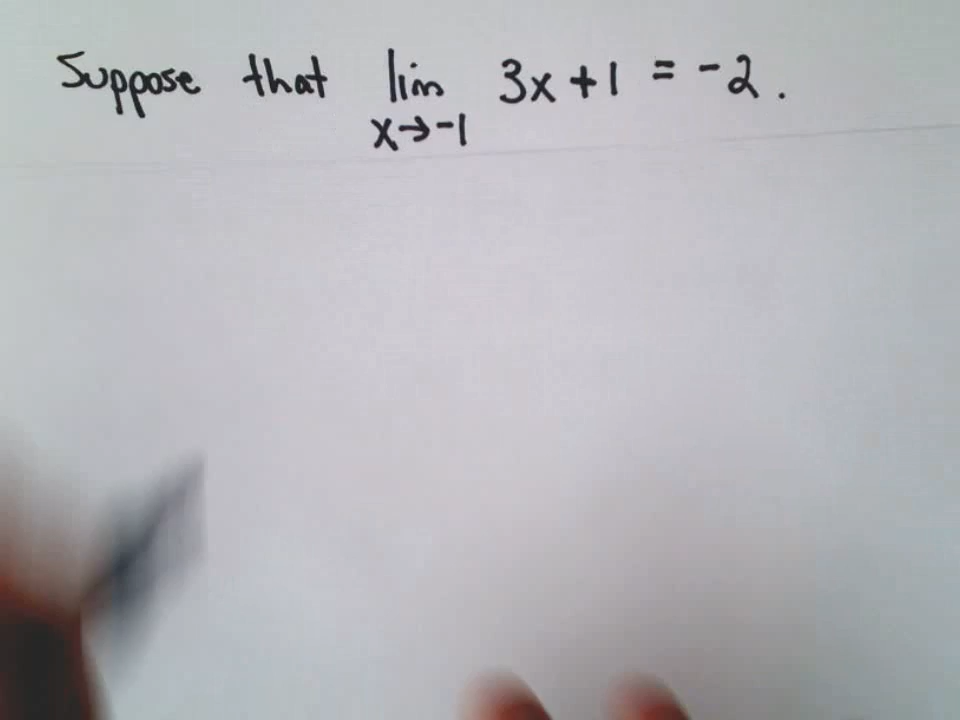 Suppose that lim 3x + 1 = -2.
x→-1